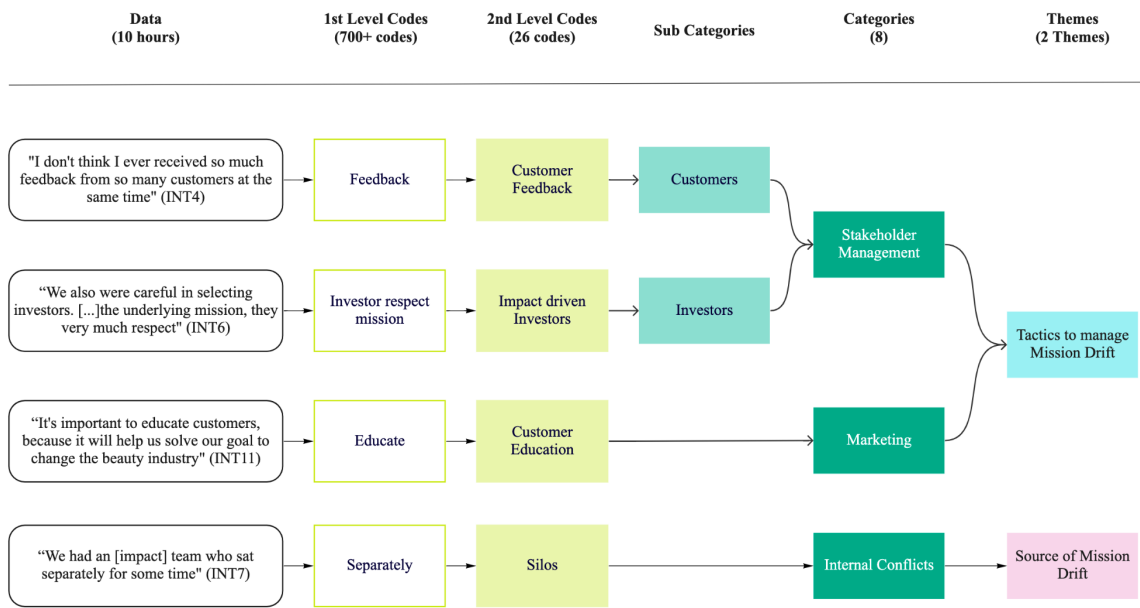 Data
(10 hours)
1st Level Codes
(700+ codes)
2nd Level Codes
(26 codes)
Sub Categories
Categories
(8)
Themes
(2 Themes)
"I don't think I ever received so much
feedback from so many customers at the
same time" (INT4)
Feedback
Customer
Feedback
Customers
Stakeholder
Management
“We also were careful in selecting
investors. [...]the underlying mission, they
very much respect" (INT6)
Investor respect
mission
Impact driven
Investors
Investors
Tactics to manage
Mission Drift
“It's important to educate customers,
because it will help us solve our goal to
change the beauty industry" (INT11)
Educate
Customer
Education
Marketing
“We had an [impact] team who sat
separately for some time" (INT7)
Separately
Silos
Internal Conflicts
Source of Mission
Drift